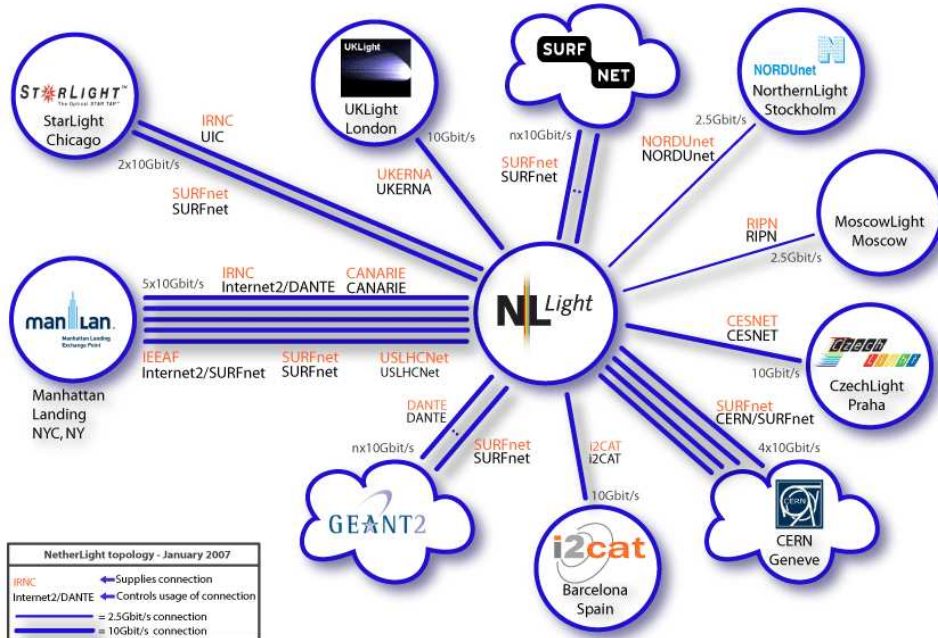 STARLIGHT™
The Optical STAR TAP™
StarLight
Chicago
IRNC
UIC
2x10Gbit/s
SURFnet
SURFnet
UKLight
UKLight
London
10Gbit/s
UKERNA
UKERNA
SURF
NET
nx10Gbit/s
SURFnet
SURFnet
NORDUnet
NorthernLight
Stockholm
2.5Gbit/s
NORDUnet
NORDUnet
MoscowLight
Moscow
RIPN
RIPN
2.5Gbit/s
man lan.
Manhattan Landing
Exchange Point
Manhattan
Landing
NYC, NY
5x10Gbit/s
IRNC
Internet2/DANTE
CANARIE
CANARIE
IEEAF
Internet2/SURFnet
SURFnet
SURFnet
USLHCNet
USLHCNet
NL Light
CESNET
CESNET
10Gbit/s
Czech Light
CzechLight
Praha
DANTE
DANTE
nx10Gbit/s
SURFnet
SURFnet
GEANT2
i2CAT
i2CAT
10Gbit/s
i2cat
Barcelona
Spain
SURFnet
CERN/SURFnet
4x10Gbit/s
CERN
CERN
Geneve
NetherLight topology - January 2007
IRNC Supplies connection
Internet2/DANTE Controls usage of connection
= 2.5Gbit/s connection
= 10Gbit/s connection